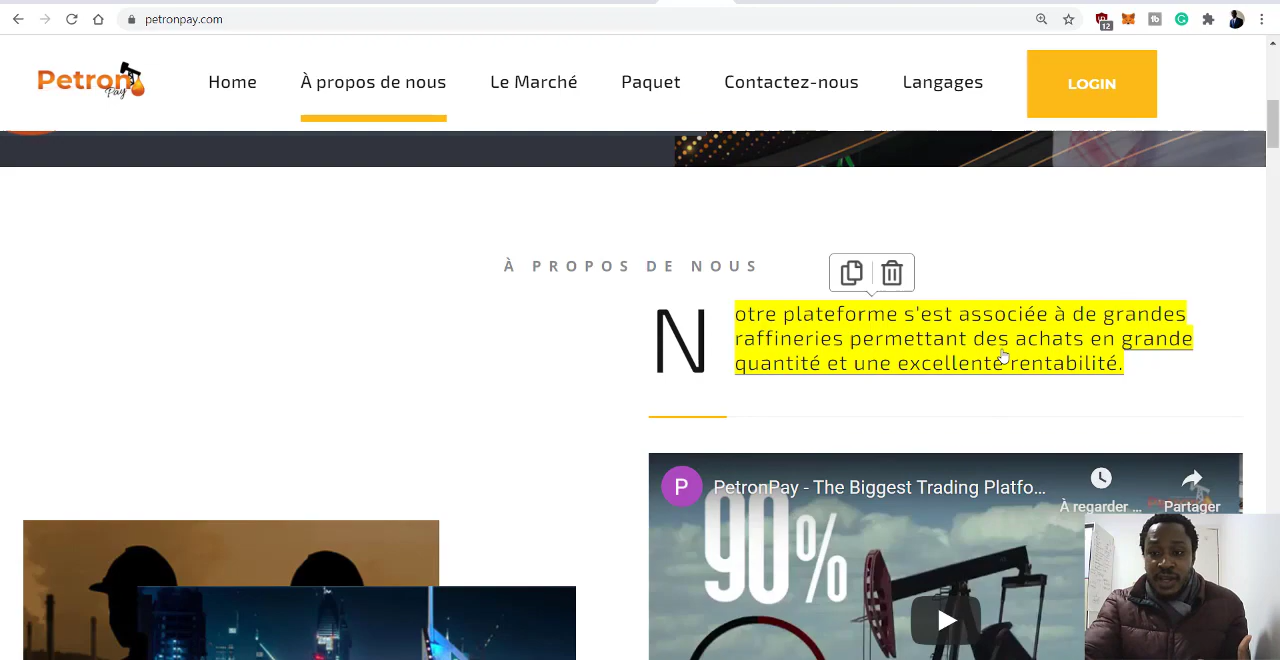 petronpay.com
12
Petron
Pay
Home
À propos de nous
Le Marché
Paquet
Contactez-nous
Langages
LOGIN
À PROPOS DE NOUS
Notre plateforme s'est associée à de grandes
raffineries permettant des achats en grande
quantité et une excellente rentabilité.
P
PetronPay - The Biggest Trading Platfo...
À regarder ...
Partager
90%